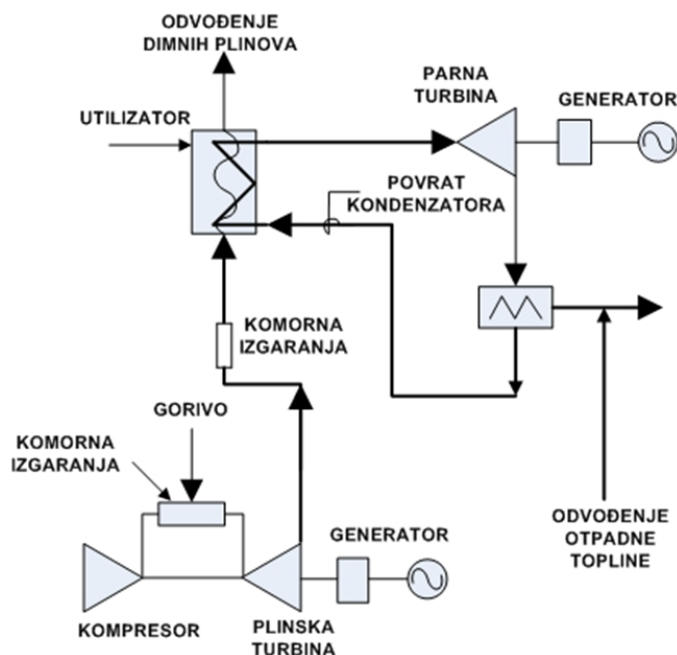 ODVOĐENJE
DIMNIH PLINOVA
PARNA
TURBINA
GENERATOR
UTILIZATOR
POVRAT
KONDENZATORA
KOMORNA
IZGARANJA
GORIVO
KOMORNA
IZGARANJA
GENERATOR
ODVOĐENJE
OTPADNE
TOPLINE
KOMPRESOR
PLINSKA
TURBINA